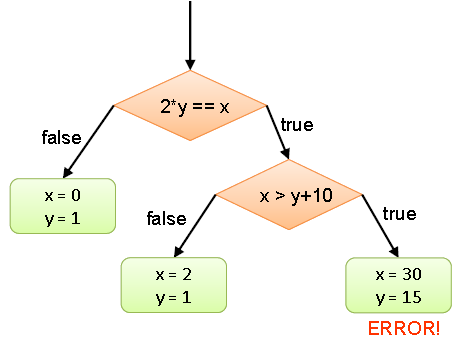 2*y == x
false
true
x = 0
y = 1
x > y+10
false
true
x = 2
y = 1
x = 30
y = 15
ERROR!